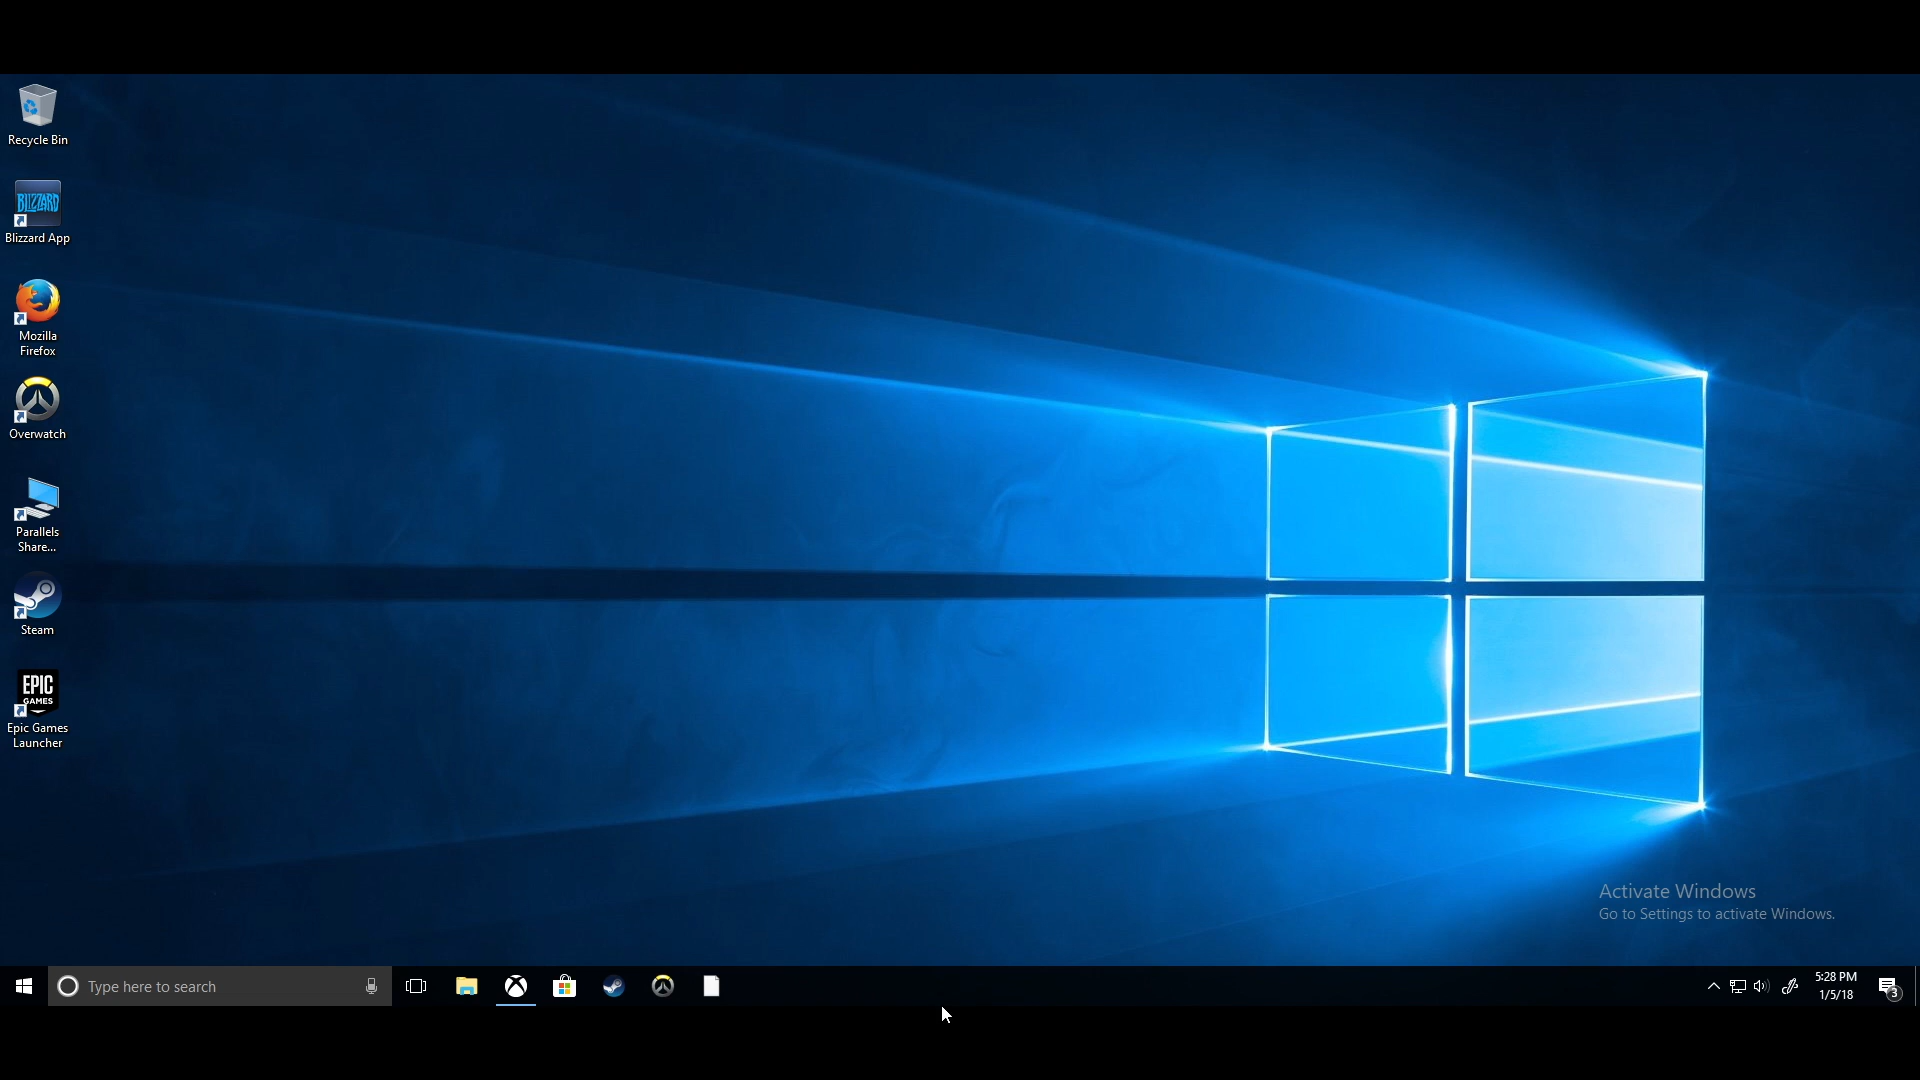 Recycle Bin
BLIZZARD
Blizzard App
Mozilla
Firefox
Overwatch
Parallels
Share...
Steam
EPIC
GAMES
Epic Games
Launcher
Activate Windows
Go to Settings to activate Windows.
Type here to search
5:28 PM
1/5/18
3